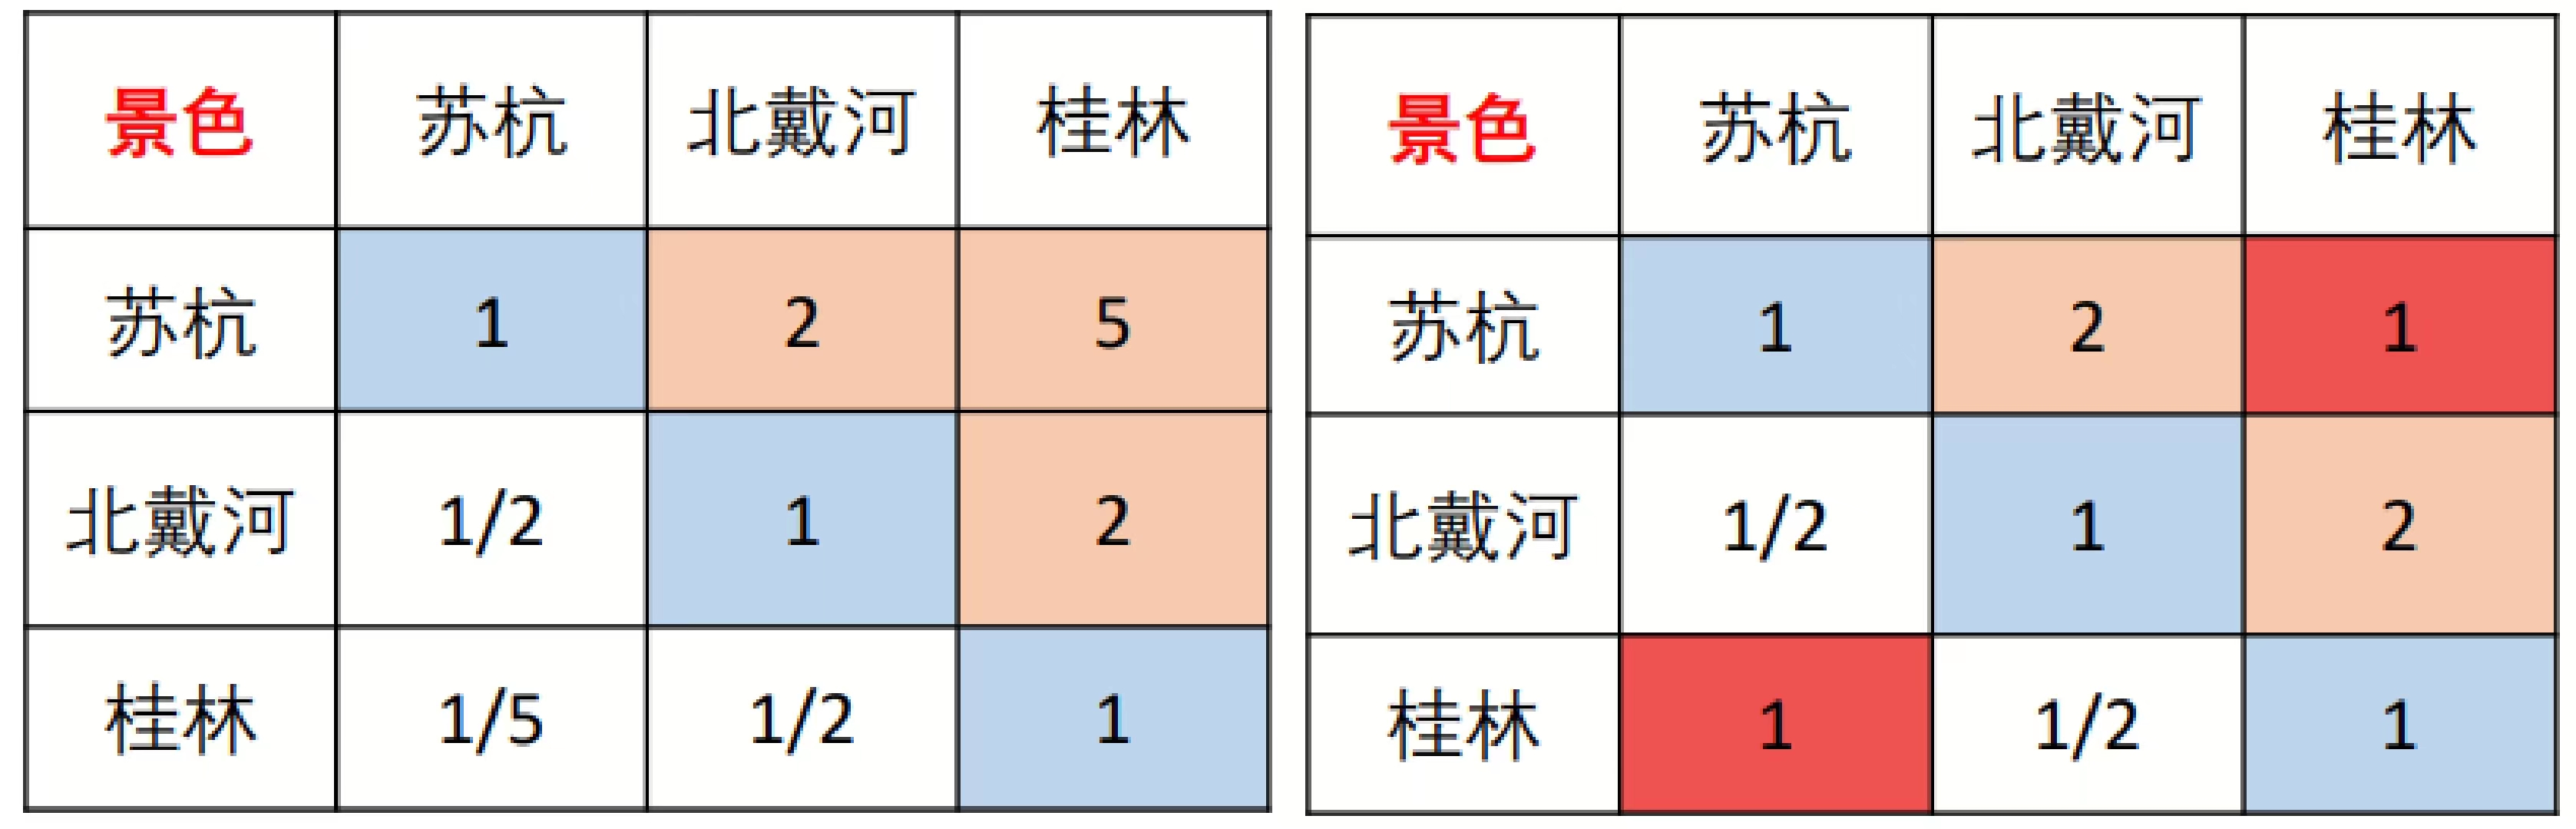 景色 苏杭 北戴河 桂林
苏杭 1 2 5
北戴河 1/2 1 2
桂林 1/5 1/2 1
景色 苏杭 北戴河 桂林
苏杭 1 2 1
北戴河 1/2 1 2
桂林 1 1/2 1